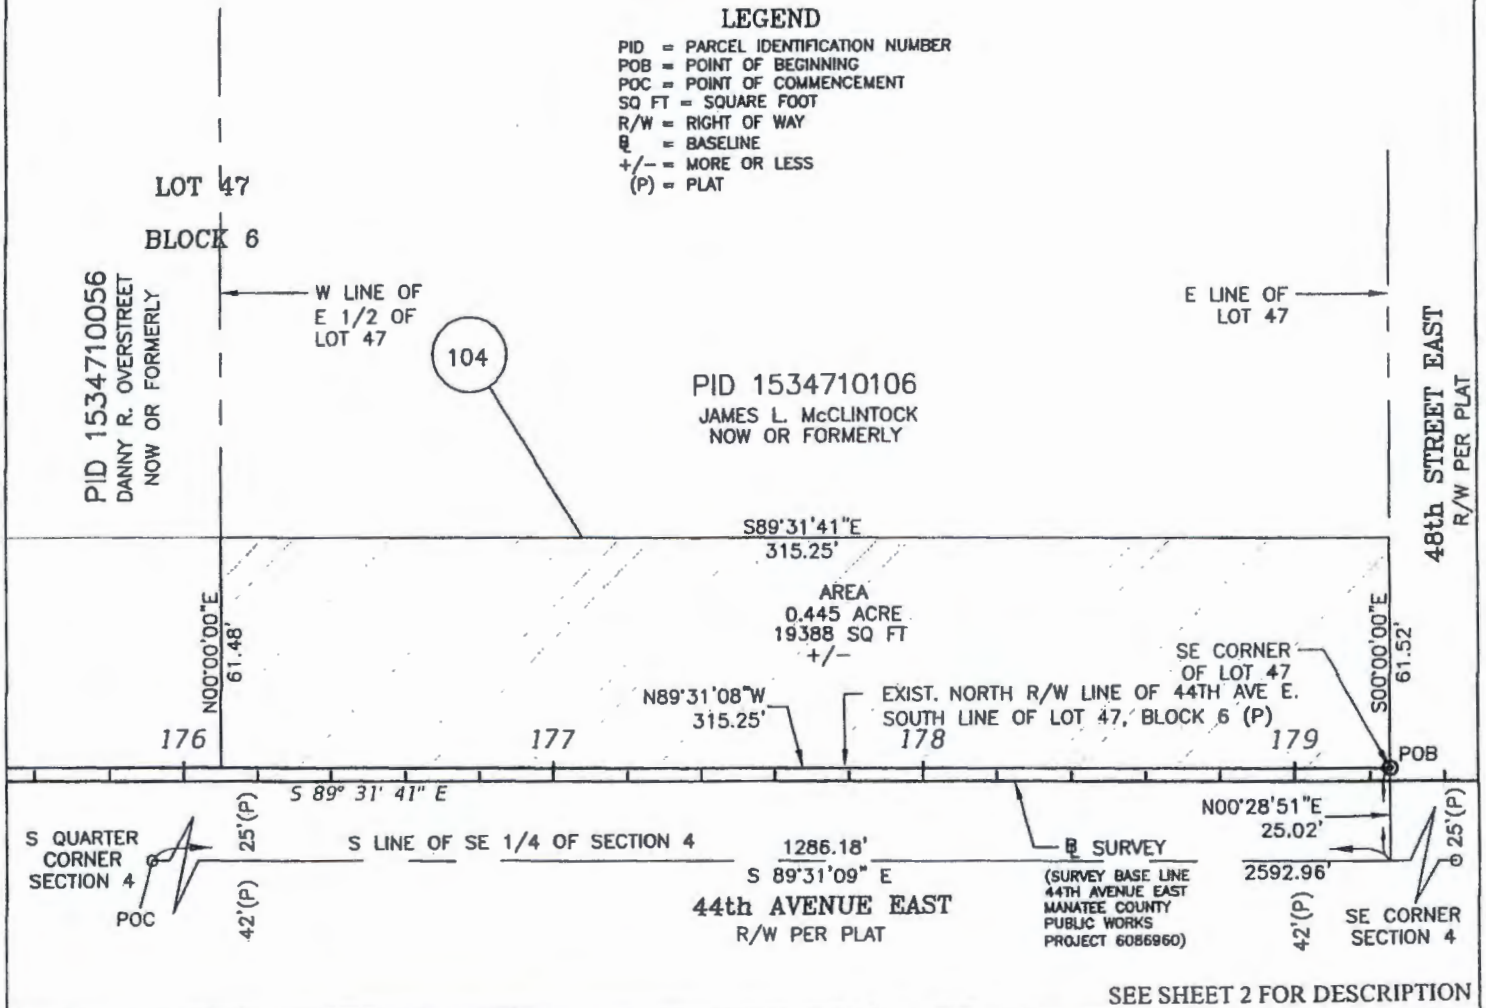 LEGEND
PID = PARCEL IDENTIFICATION NUMBER
POB = POINT OF BEGINNING
POC = POINT OF COMMENCEMENT
SQ FT = SQUARE FOOT
R/W = RIGHT OF WAY
℄ = BASELINE
+/- = MORE OR LESS
(P) = PLAT
LOT 47
BLOCK 6
PID 1534710056
DANNY R. OVERSTREET
NOW OR FORMERLY
W LINE OF
E 1/2 OF
LOT 47
104
PID 1534710106
JAMES L. McCLINTOCK
NOW OR FORMERLY
E LINE OF
LOT 47
48th STREET EAST
R/W PER PLAT
S89°31'41"E
315.25'
AREA
0.445 ACRE
19388 SQ FT
+/-
N00°00'00"E
61.48'
S00°00'00"E
61.52'
SE CORNER
OF LOT 47
N89°31'08"W
315.25'
EXIST. NORTH R/W LINE OF 44TH AVE E.
SOUTH LINE OF LOT 47, BLOCK 6 (P)
176
177
178
179
POB
S 89° 31' 41" E
25'(P)
N00°28'51"E
25.02'
25'(P)
S QUARTER
CORNER
SECTION 4
POC
S LINE OF SE 1/4 OF SECTION 4
1286.18'
S 89°31'09" E
2592.96'
42'(P)
44th AVENUE EAST
R/W PER PLAT
℄ SURVEY
(SURVEY BASE LINE
44TH AVENUE EAST
MANATEE COUNTY
PUBLIC WORKS
PROJECT 6086960)
42'(P)
SE CORNER
SECTION 4
SEE SHEET 2 FOR DESCRIPTION